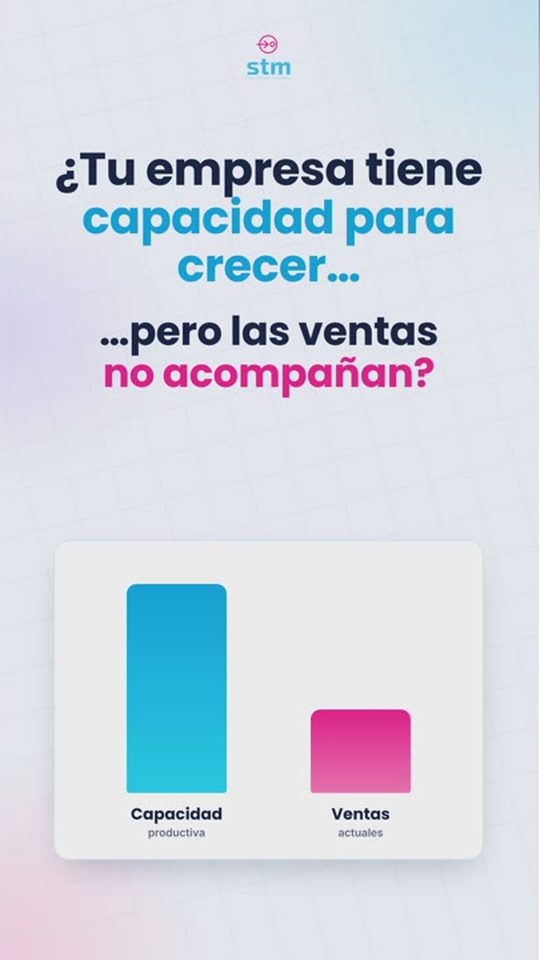 stm
¿Tu empresa tiene
capacidad para
crecer...
...pero las ventas
no acompañan?
Capacidad
productiva
Ventas
actuales